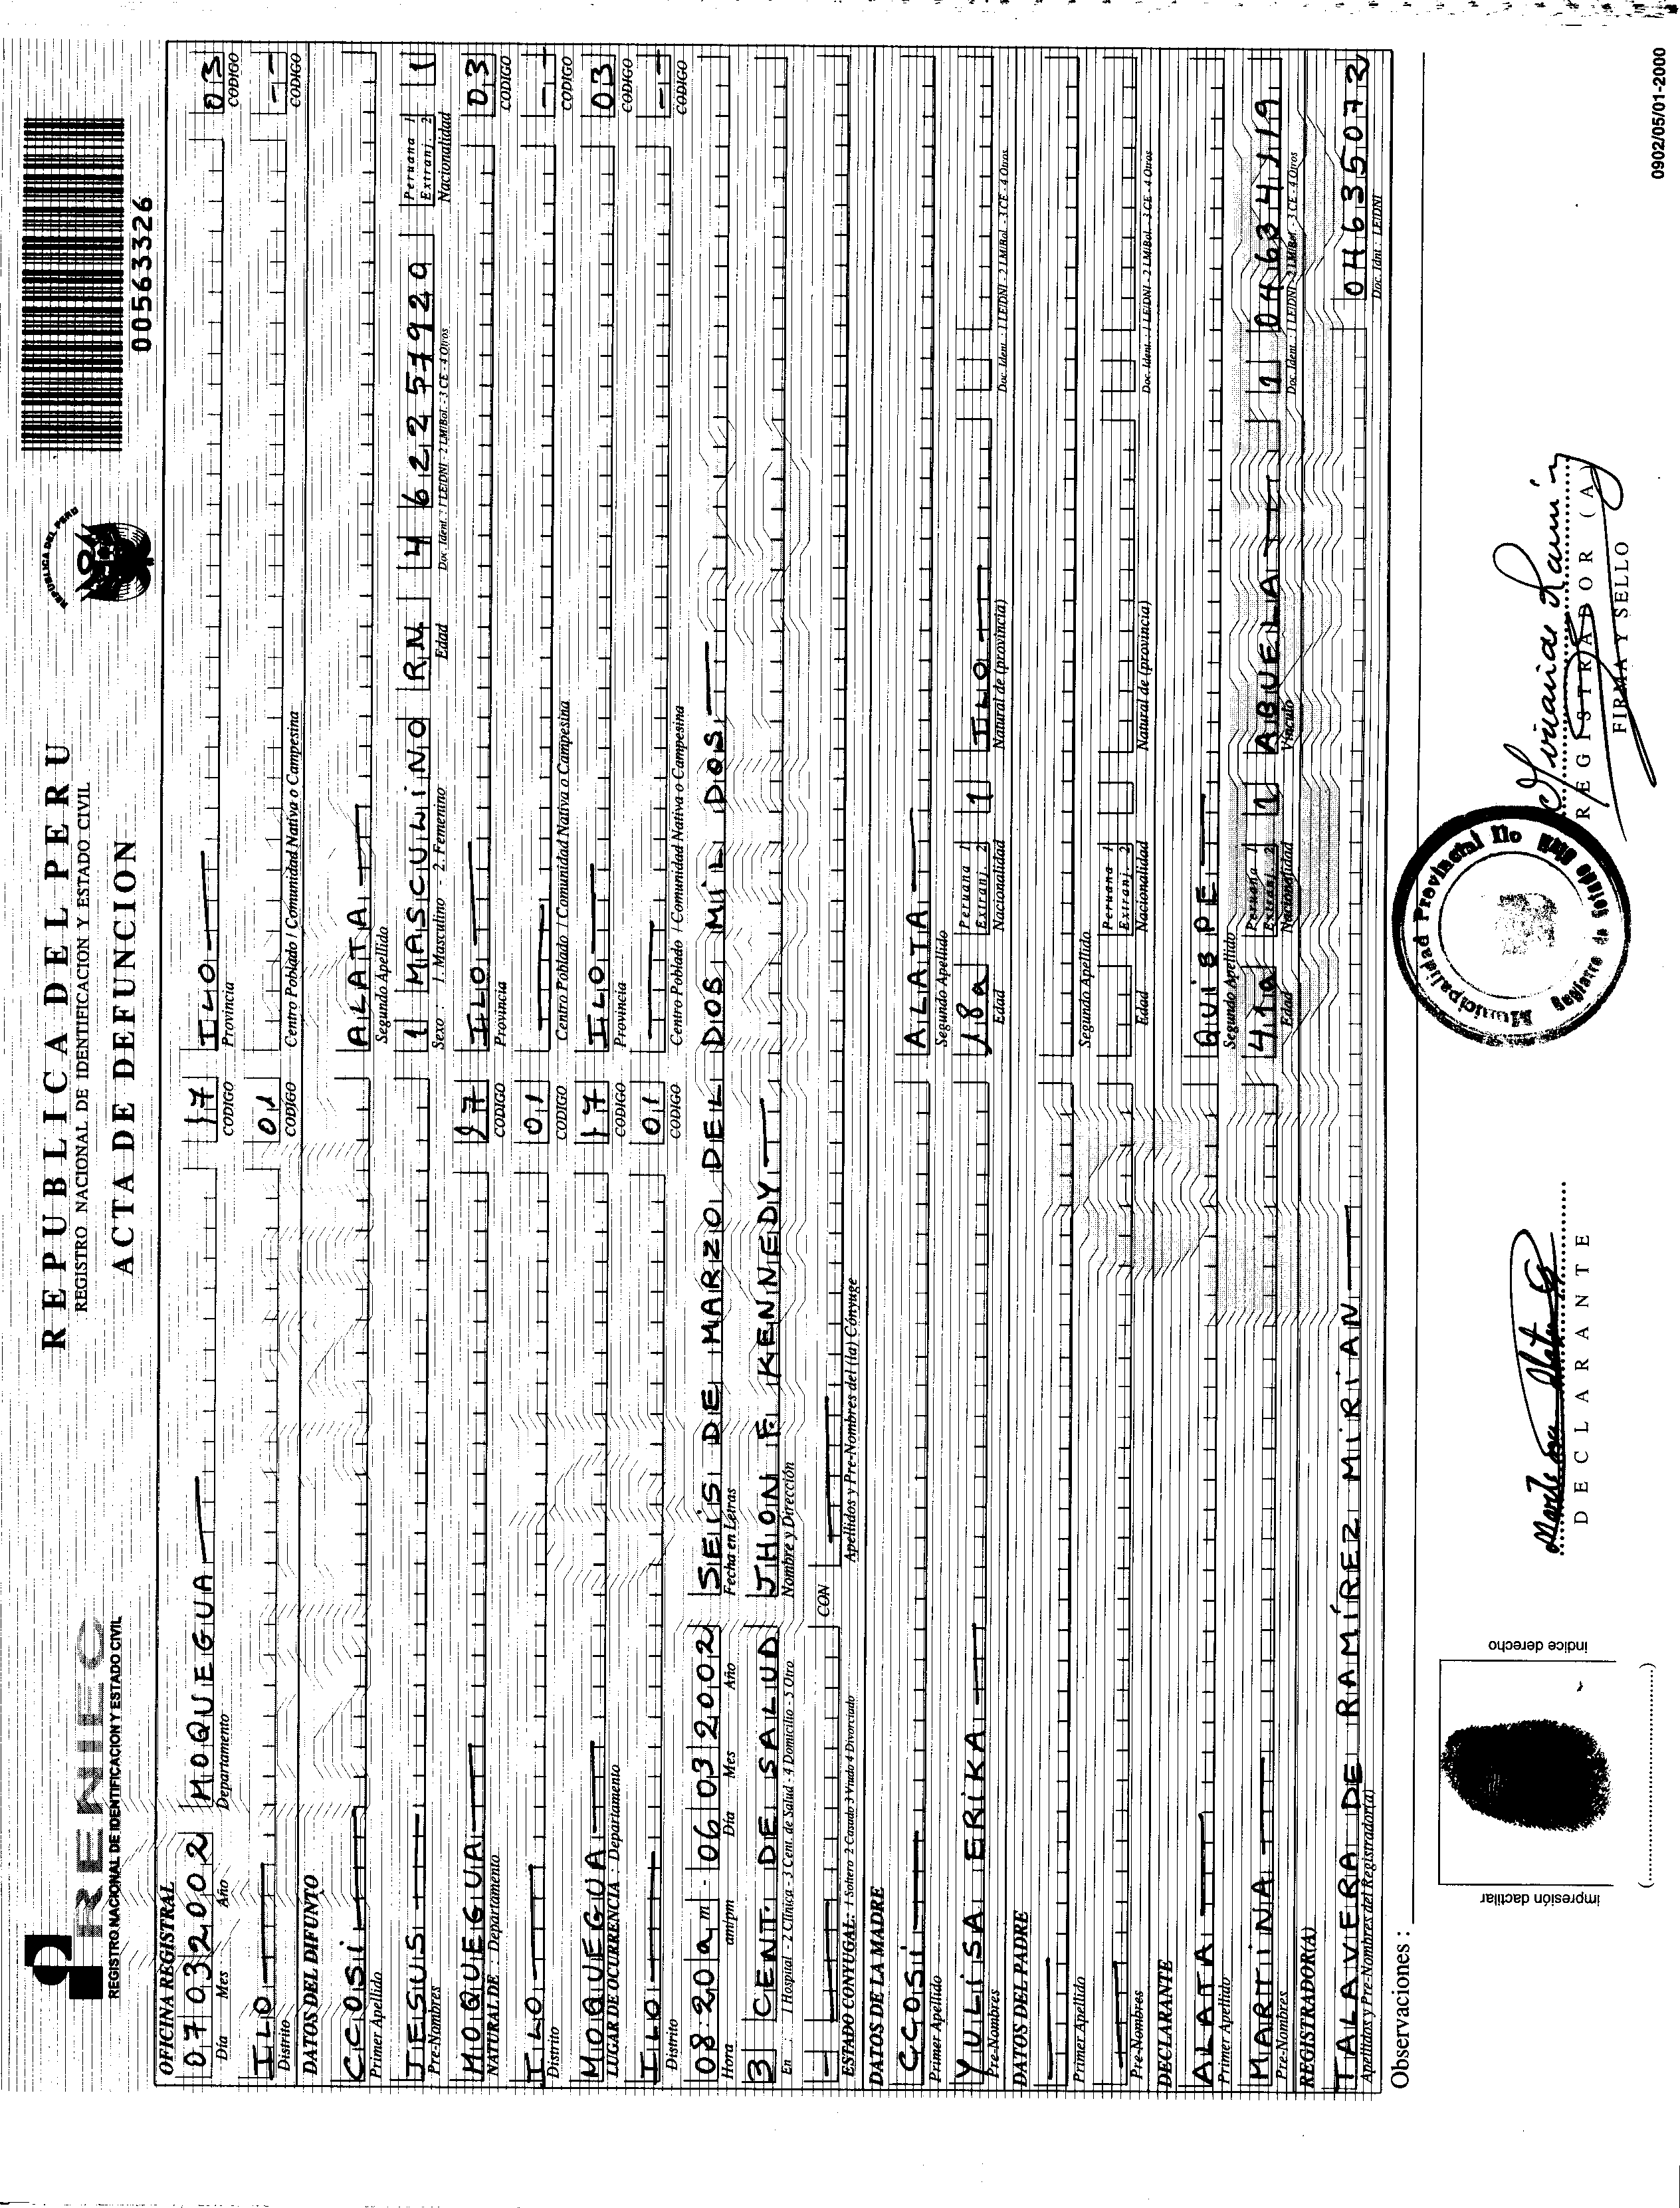 RENIEC
REGISTRO NACIONAL DE IDENTIFICACION Y ESTADO CIVIL
REPUBLICA DEL PERU
REGISTRO NACIONAL DE IDENTIFICACION Y ESTADO CIVIL
ACTA DE DEFUNCION
REPUBLICA DEL PERU
00563326
OFICINA REGISTRAL
07 03 2002 MOQUEGUA 17 ILO 03
Día Mes Año Departamento CODIGO Provincia CODIGO
ILO 01 --
Distrito CODIGO Centro Poblado / Comunidad Nativa o Campesina CODIGO
DATOS DEL DIFUNTO
CCOSI ALATA
Primer Apellido Segundo Apellido
JESUS 1 MASCULINO RN 4 62257929 Peruana 1 Extranj. 2 1
Pre-Nombres Sexo : 1. Masculino - 2. Femenino Edad Doc. Ident. : 1 LE/DNI - 2 LM/Bol. 3 CE - 4 Otros Nacionalidad
MOQUEGUA 17 ILO 03
NATURAL DE : Departamento CODIGO Provincia CODIGO
ILO 01 --
Distrito CODIGO Centro Poblado / Comunidad Nativa o Campesina CODIGO
MOQUEGUA 17 ILO 03
LUGAR DE OCURRENCIA : Departamento CODIGO Provincia CODIGO
ILO 01 --
Distrito CODIGO Centro Poblado / Comunidad Nativa o Campesina CODIGO
08:20 am - 06 03 2002 SEIS DE MARZO DEL DOS MIL DOS
Hora am/pm Día Mes Año Fecha en Letras
3 CENT. DE SALUD JHON F. KENNEDY
En : 1 Hospital - 2 Clínica - 3 Cent. de Salud - 4 Domicilio - 5 Otro Nombre y Dirección
- CON
ESTADO CONYUGAL: 1 Soltero 2 Casado 3 Viudo 4 Divorciado Apellidos y Pre-Nombres del (la) Cónyuge
DATOS DE LA MADRE
CCOSI ALATA
Primer Apellido Segundo Apellido
YULISA ERIKA 18a Peruana 1 Extranj. 2 1 ILO
Pre-Nombres Edad Nacionalidad Natural de (provincia) Doc. Ident. : 1 LE/DNI - 2 LM/Bol. - 3 CE - 4 Otros
DATOS DEL PADRE
Primer Apellido Segundo Apellido
Peruana 1 Extranj. 2
Pre-Nombres Edad Nacionalidad Natural de (provincia) Doc. Ident. : 1 LE/DNI - 2 LM/Bol. - 3 CE - 4 Otros
DECLARANTE
ALATA QUISPE
Primer Apellido Segundo Apellido
MARTINA 41a Peruana 1 Extranj. 2 1 ABUELA 1 04634119
Pre-Nombres Edad Nacionalidad Vínculo Doc. Ident. : 1 LE/DNI - 2 LM/Bol. - 3 CE - 4 Otros
REGISTRADOR(A)
TALAVERA DE RAMÍREZ MIRIAN 04635072
Apellidos y Pre-Nombres del Registrador(a) Doc. Idnt : LE/DNI
Observaciones :
impresión dactilar
indice derecho
(........................)
DECLARANTE
Municipalidad Provincial Ilo
REGISTRADOR (A)
FIRMA Y SELLO
0902/05/01-2000